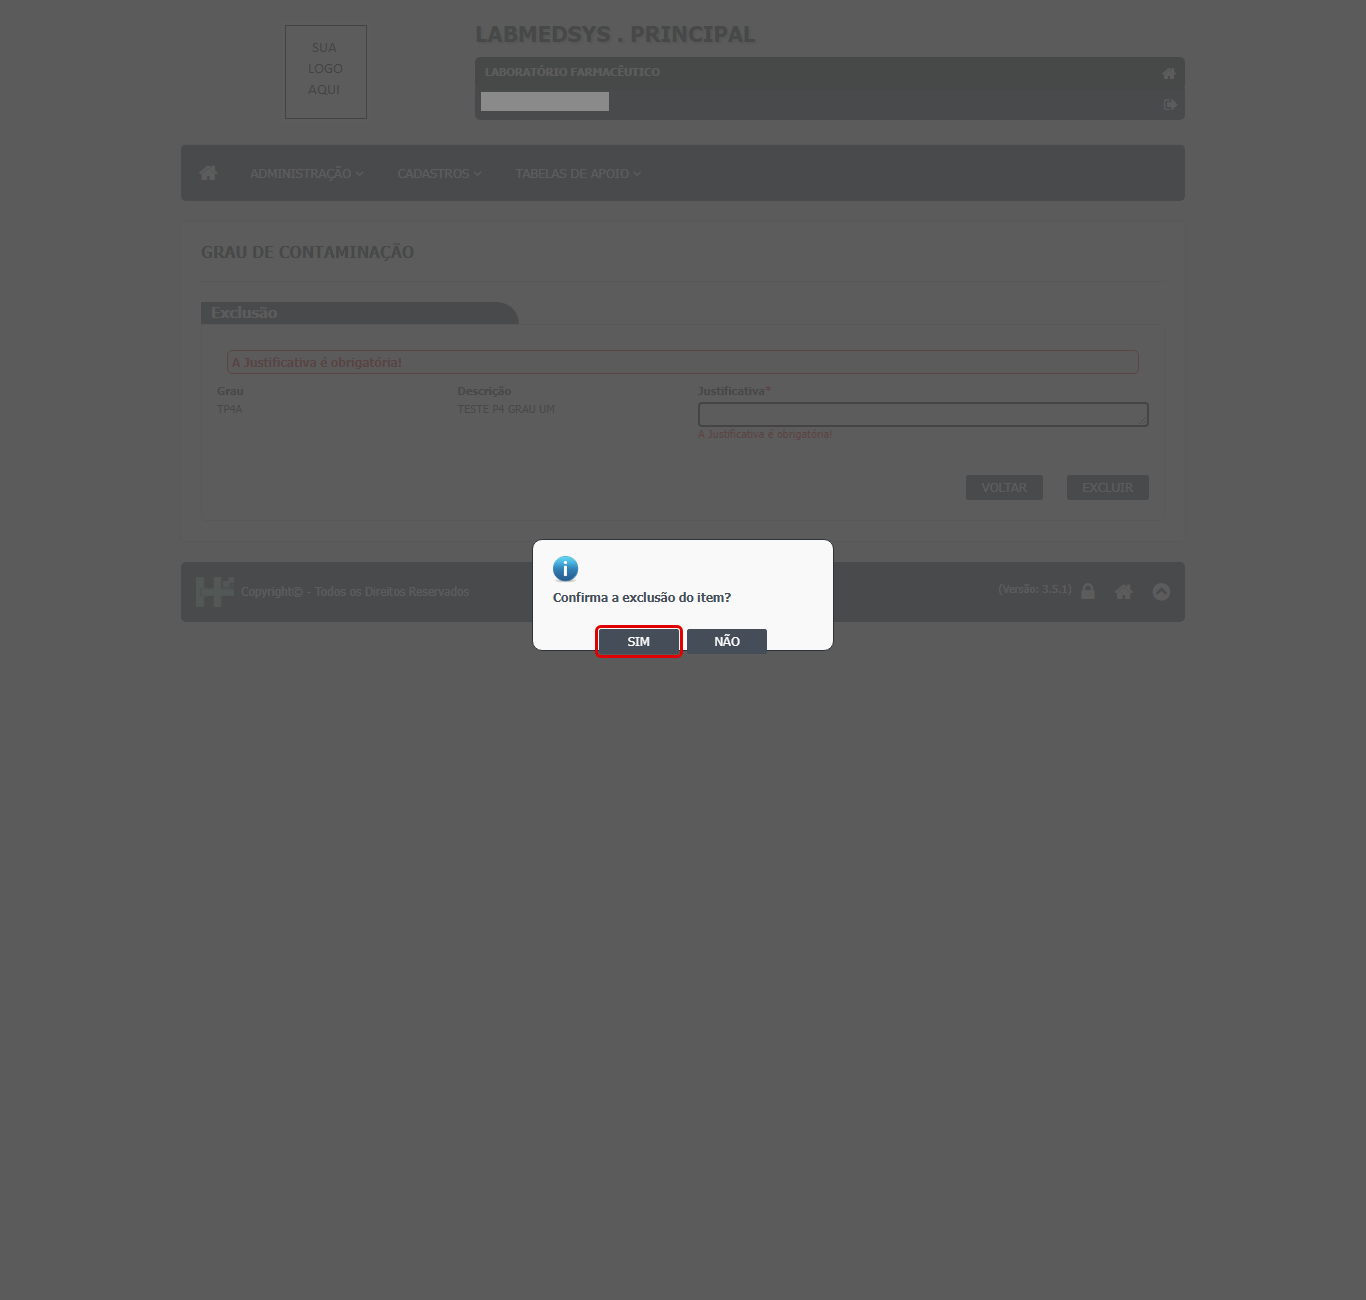 SUA
LOGO
AQUI
LABMEDSYS . PRINCIPAL
LABORATÓRIO FARMACÊUTICO
ADMINISTRAÇÃO
CADASTROS
TABELAS DE APOIO
GRAU DE CONTAMINAÇÃO
Exclusão
A Justificativa é obrigatória!
Grau
Descrição
Justificativa*
TP4A
TESTE P4 GRAU UM
A Justificativa é obrigatória!
VOLTAR
EXCLUIR
Confirma a exclusão do item?
SIM
NÃO
Copyright© - Todos os Direitos Reservados
(Versão: 3.5.1)